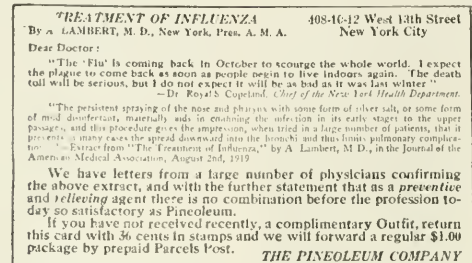 TREATMENT OF INFLUENZA 408-10-12 West 13th Street
By A LAMBERT, M. D., New York, Pres. A. M. A. New York City
Dear Doctor:
"The 'Flu' is coming back in October to scourge the whole world. I expect
the plague to come back as soon as people begin to live indoors again. The death
toll will be serious, but I do not expect it will be as bad as it was last winter"
—Dr Royal S Copeland, Chief of the New York Health Department.
"The persistent spraying of the nose and pharynx with some form of silver salt, or some form
of mild disinfectant, materially aids in confining the infection in its early stages to the upper
passages, and this procedure gives the impression, when tried in a large number of patients, that it
prevents in many cases the spread downward into the bronchi and thus limits pulmonary complica-
tion "—Extract from "The Treatment of Influenza," by A Lambert, M D., in the Journal of the
American Medical Association, August 2nd, 1919
We have letters from a large number of physicians confirming
the above extract, and with the further statement that as a preventive
and relieving agent there is no combination before the profession to-
day so satisfactory as Pineoleum.
If you have not received recently, a complimentary Outfit, return
this card with 36 cents in stamps and we will forward a regular $1.00
package by prepaid Parcels Post. THE PINEOLEUM COMPANY